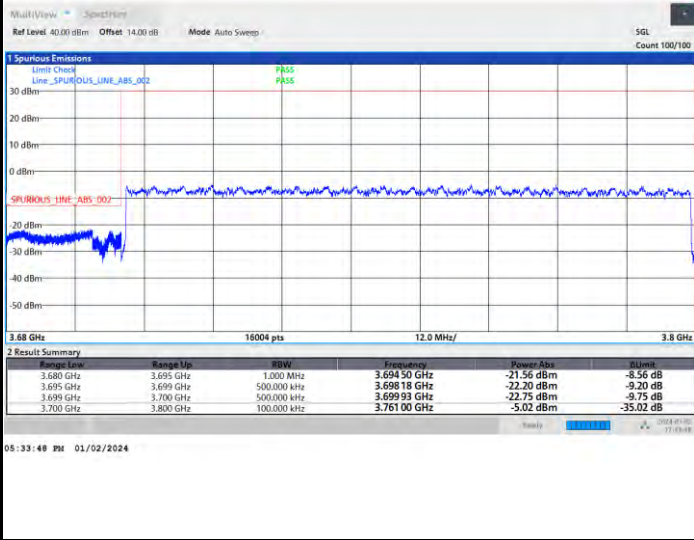 MultiView Spectrum
Ref Level 40.00 dBm Offset 14.00 dB Mode Auto Sweep SGL
Count 100/100
1 Spurious Emissions
Limit Check PASS
Line _SPURIOUS_LINE_ABS_002 PASS
30 dBm
20 dBm
10 dBm
0 dBm
SPURIOUS_LINE_ABS_002
-20 dBm
-30 dBm
-40 dBm
-50 dBm
3.68 GHz 16004 pts 12.0 MHz/ 3.8 GHz
2 Result Summary
Range Low Range Up RBW Frequency Power Abs ΔLimit
3.680 GHz 3.695 GHz 1.000 MHz 3.694 50 GHz -21.56 dBm -8.56 dB
3.695 GHz 3.699 GHz 500.000 kHz 3.698 18 GHz -22.20 dBm -9.20 dB
3.699 GHz 3.700 GHz 500.000 kHz 3.699 93 GHz -22.75 dBm -9.75 dB
3.700 GHz 3.800 GHz 100.000 kHz 3.761 00 GHz -5.02 dBm -35.02 dB
Ready
05:33:48 PM 01/02/2024